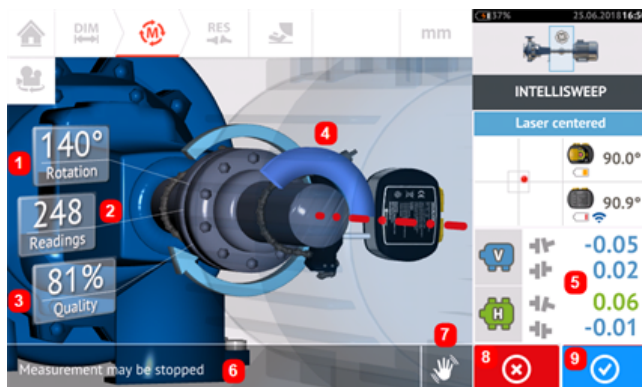 37% 25.06.2018 16:50
DIM M RES mm
INTELLISWEEP
Laser centered
90.0°
90.9°
1 140°
Rotation
2 248
Readings
3 81%
Quality
4
V -0.05
0.02
5
H 0.06
-0.01
Measurement may be stopped 6
7
8
9